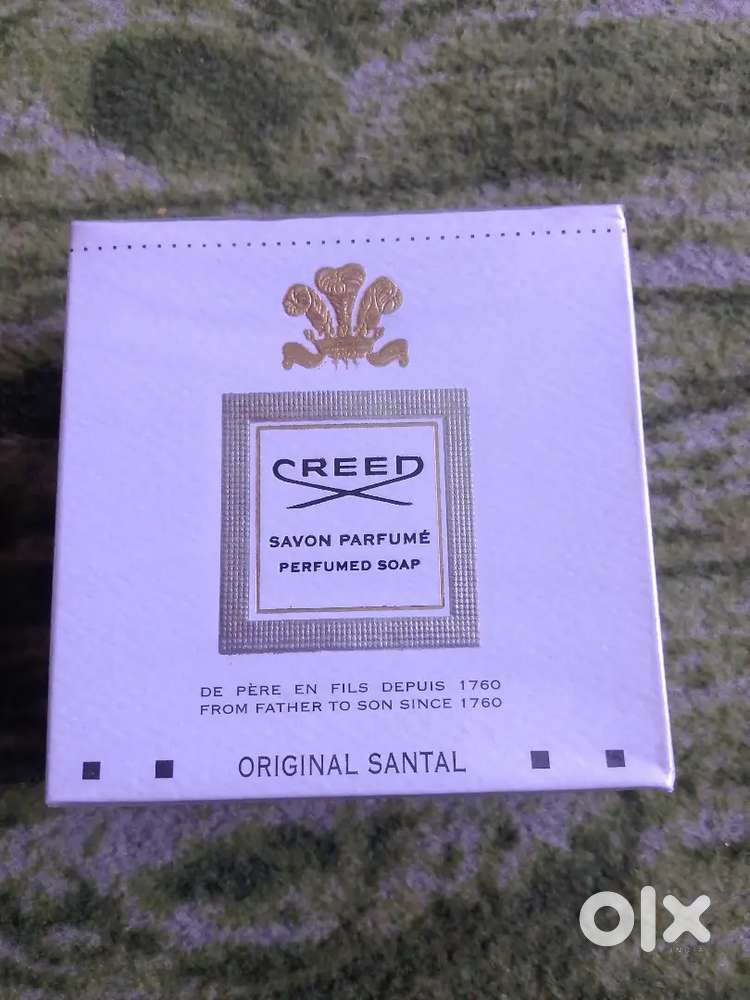 CREED
SAVON PARFUMÉ
PERFUMED SOAP
DE PÈRE EN FILS DEPUIS 1760
FROM FATHER TO SON SINCE 1760
ORIGINAL SANTAL
olx
INDIA